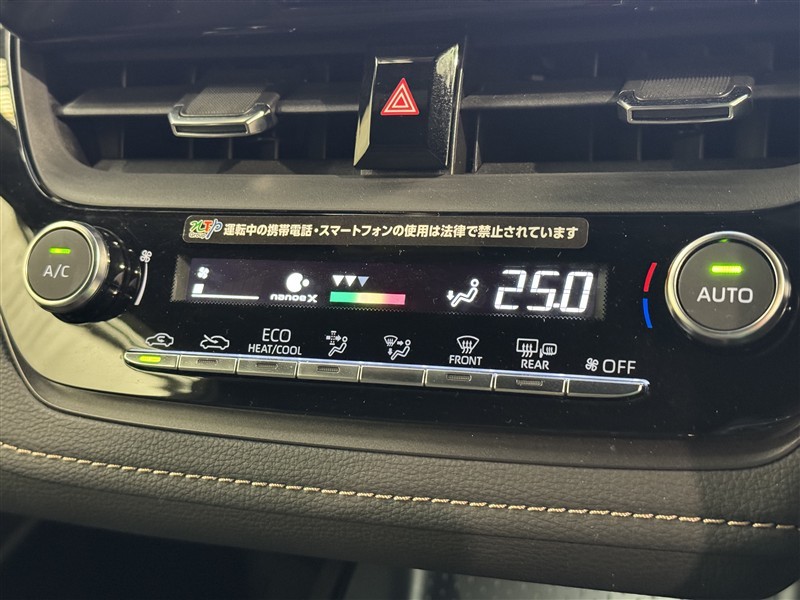 運転中の携帯電話・スマートフォンの使用は法律で禁止されています
A/C
nanoe X
25.0
AUTO
ECO
HEAT/COOL
FRONT
REAR
OFF